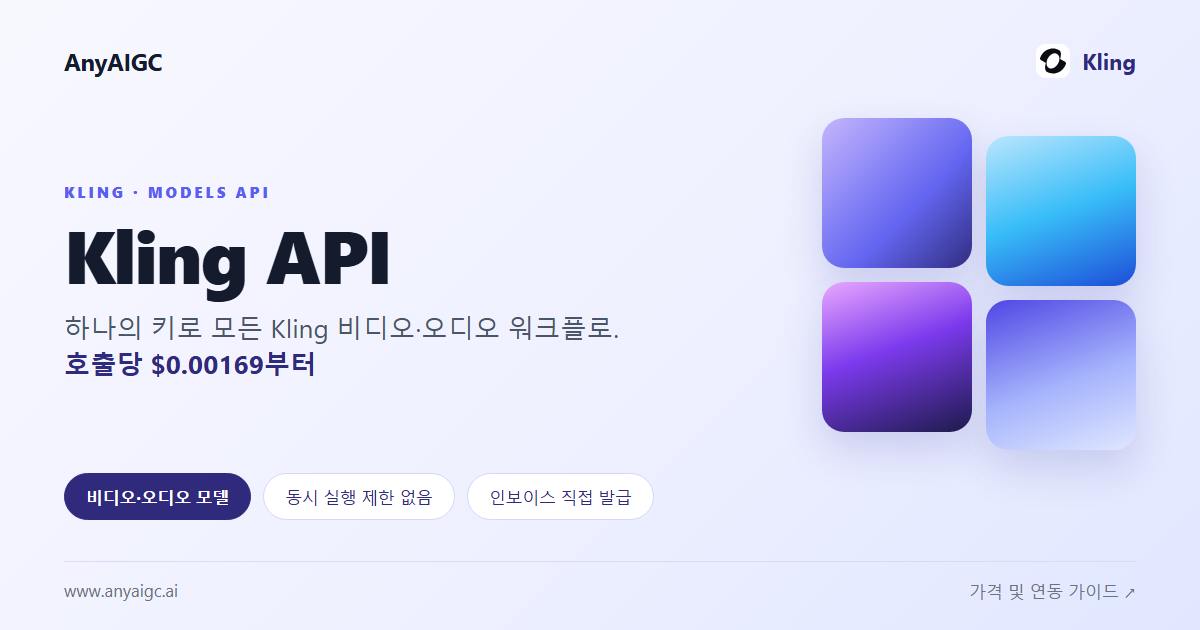 AnyAIGC
Kling
KLING · MODELS API
Kling API
하나의 키로 모든 Kling 비디오·오디오 워크플로.
호출당 $0.00169부터
비디오·오디오 모델
동시 실행 제한 없음
인보이스 직접 발급
www.anyaigc.ai
가격 및 연동 가이드 ↗